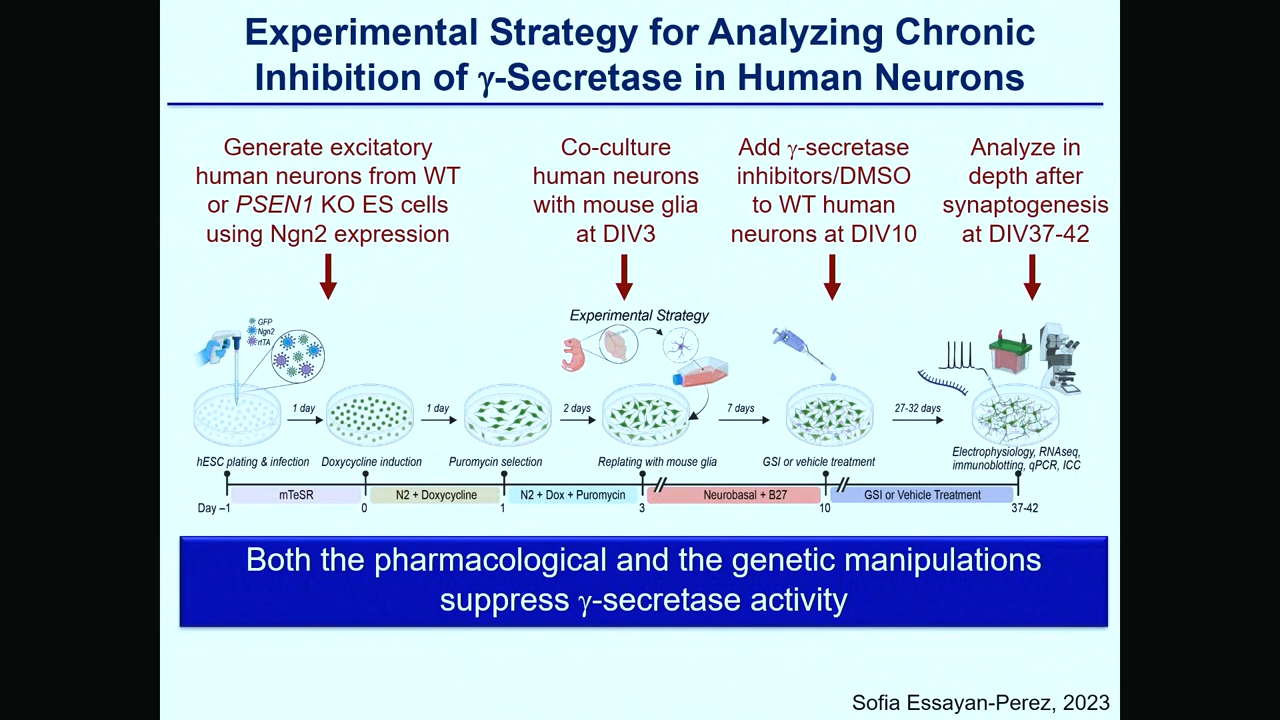 Experimental Strategy for Analyzing Chronic
Inhibition of γ-Secretase in Human Neurons
Generate excitatory
human neurons from WT
or PSEN1 KO ES cells
using Ngn2 expression
Co-culture
human neurons
with mouse glia
at DIV3
Add γ-secretase
inhibitors/DMSO
to WT human
neurons at DIV10
Analyze in
depth after
synaptogenesis
at DIV37-42
Experimental Strategy
GFP
Ngn2
rtTA
1 day
1 day
2 days
7 days
27-32 days
hESC plating & infection
Doxycycline induction
Puromycin selection
Replating with mouse glia
GSI or vehicle treatment
Electrophysiology, RNAseq,
immunoblotting, qPCR, ICC
mTeSR
N2 + Doxycycline
N2 + Dox + Puromycin
Neurobasal + B27
GSI or Vehicle Treatment
Day –1
0
1
3
10
37-42
Both the pharmacological and the genetic manipulations
suppress γ-secretase activity
Sofia Essayan-Perez, 2023